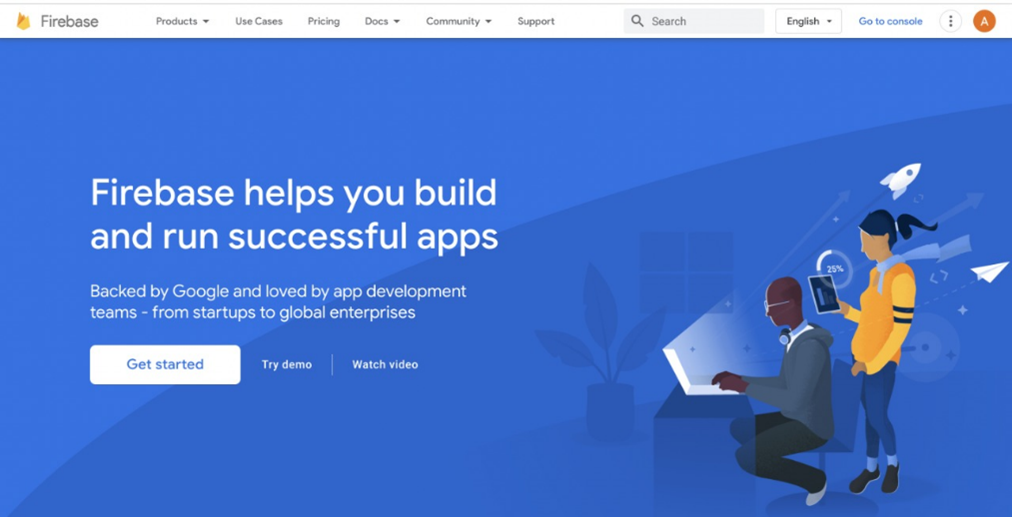 Firebase Products Use Cases Pricing Docs Community Support Search English Go to console A
Firebase helps you build
and run successful apps
Backed by Google and loved by app development
teams - from startups to global enterprises
Get started Try demo Watch video
25%